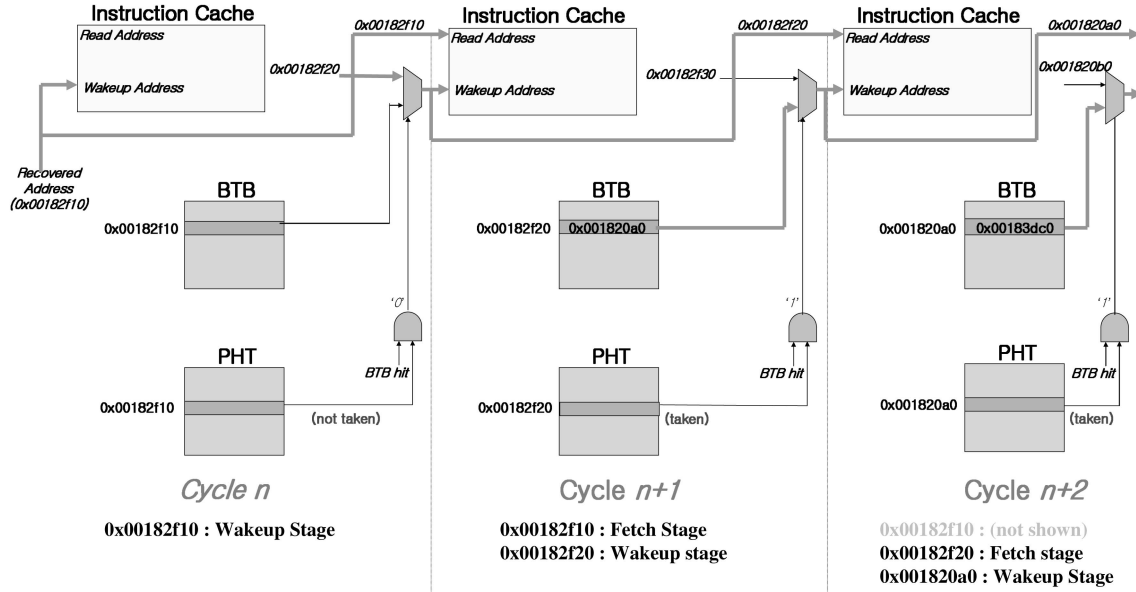 Instruction Cache
Read Address
Wakeup Address
0x00182f10
0x00182f20
Recovered
Address
(0x00182f10)
BTB
0x00182f10
'0'
BTB hit
PHT
0x00182f10
(not taken)
Cycle n
0x00182f10 : Wakeup Stage
Instruction Cache
Read Address
Wakeup Address
0x00182f20
0x00182f30
BTB
0x00182f20
0x001820a0
'1'
BTB hit
PHT
0x00182f20
(taken)
Cycle n+1
0x00182f10 : Fetch Stage
0x00182f20 : Wakeup stage
Instruction Cache
Read Address
Wakeup Address
0x001820a0
0x001820b0
BTB
0x001820a0
0x00183dc0
'1'
BTB hit
PHT
0x001820a0
(taken)
Cycle n+2
0x00182f10 : (not shown)
0x00182f20 : Fetch stage
0x001820a0 : Wakeup Stage